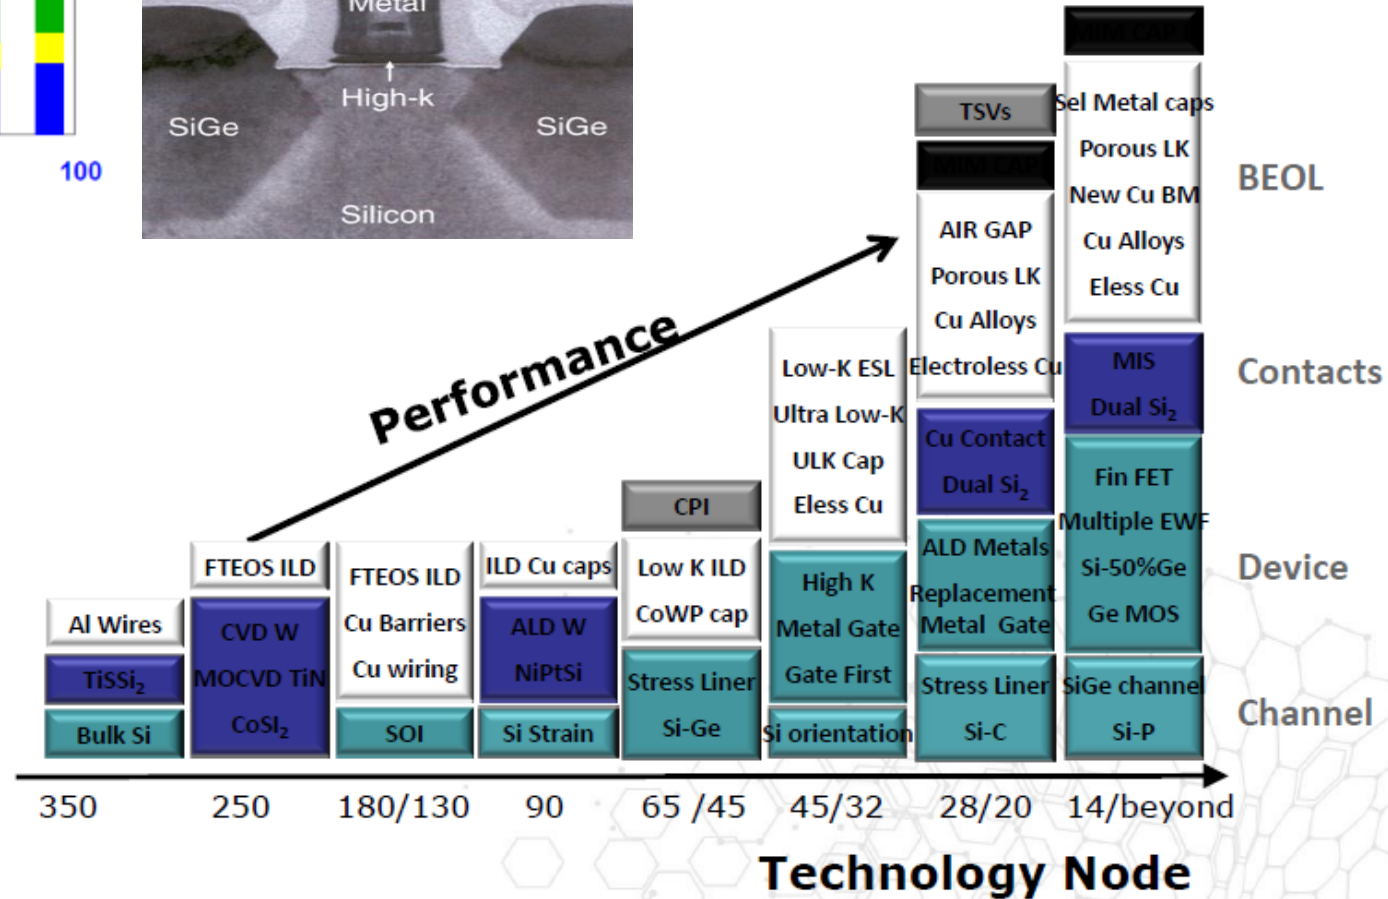 100
Metal
High-k
SiGe
SiGe
Silicon
Performance
Al Wires
TiSSi₂
Bulk Si
FTEOS ILD
CVD W
MOCVD TiN
CoSI₂
FTEOS ILD
Cu Barriers
Cu wiring
SOI
ILD Cu caps
ALD W
NiPtSi
Si Strain
CPI
Low K ILD
CoWP cap
Stress Liner
Si-Ge
Low-K ESL
Ultra Low-K
ULK Cap
Eless Cu
High K
Metal Gate
Gate First
Si orientation
TSVs
MIM CAP
AIR GAP
Porous LK
Cu Alloys
Electroless Cu
Cu Contact
Dual Si₂
ALD Metals
Replacement
Metal Gate
Stress Liner
Si-C
MIM CAP
Sel Metal caps
Porous LK
New Cu BM
Cu Alloys
Eless Cu
MIS
Dual Si₂
Fin FET
Multiple EWF
Si-50%Ge
Ge MOS
SiGe channel
Si-P
BEOL
Contacts
Device
Channel
350
250
180/130
90
65 /45
45/32
28/20
14/beyond
Technology Node